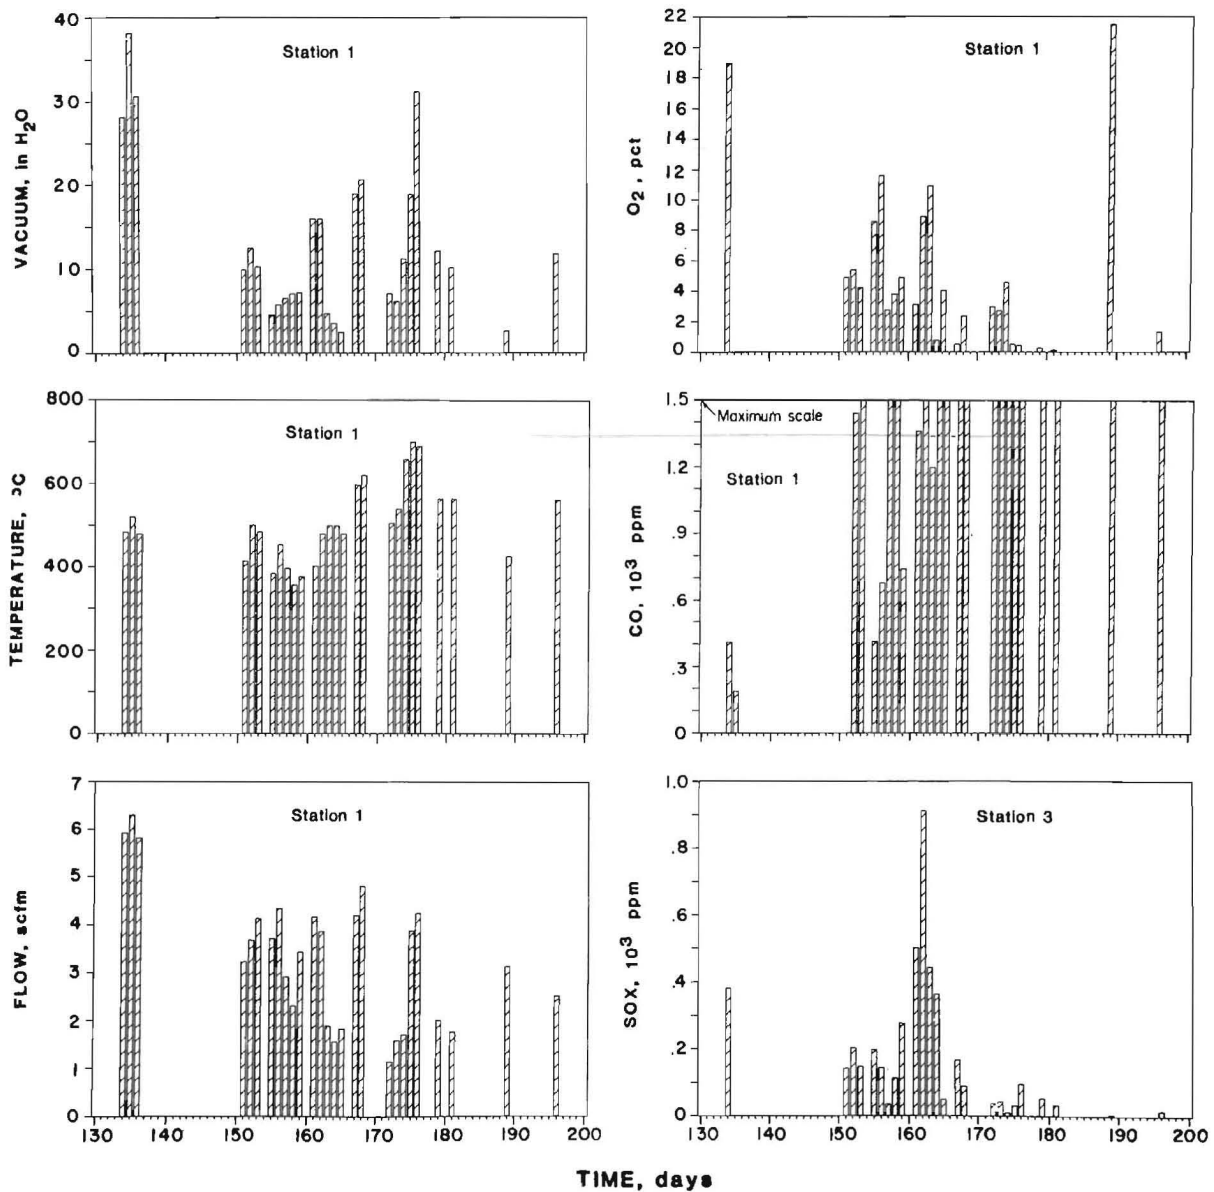 40
30
20
10
0
VACUUM, in H2O
Station 1
22
20
18
16
14
12
10
8
6
4
2
0
O2, pct
Station 1
800
600
400
200
0
TEMPERATURE, °C
Station 1
1.5
1.2
.9
.6
.3
0
CO, 10³ ppm
Maximum scale
Station 1
7
6
5
4
3
2
1
0
FLOW, scfm
Station 1
130 140 150 160 170 180 190 200
1.0
.8
.6
.4
.2
0
SOX, 10³ ppm
Station 3
130 140 150 160 170 180 190 200
TIME, days